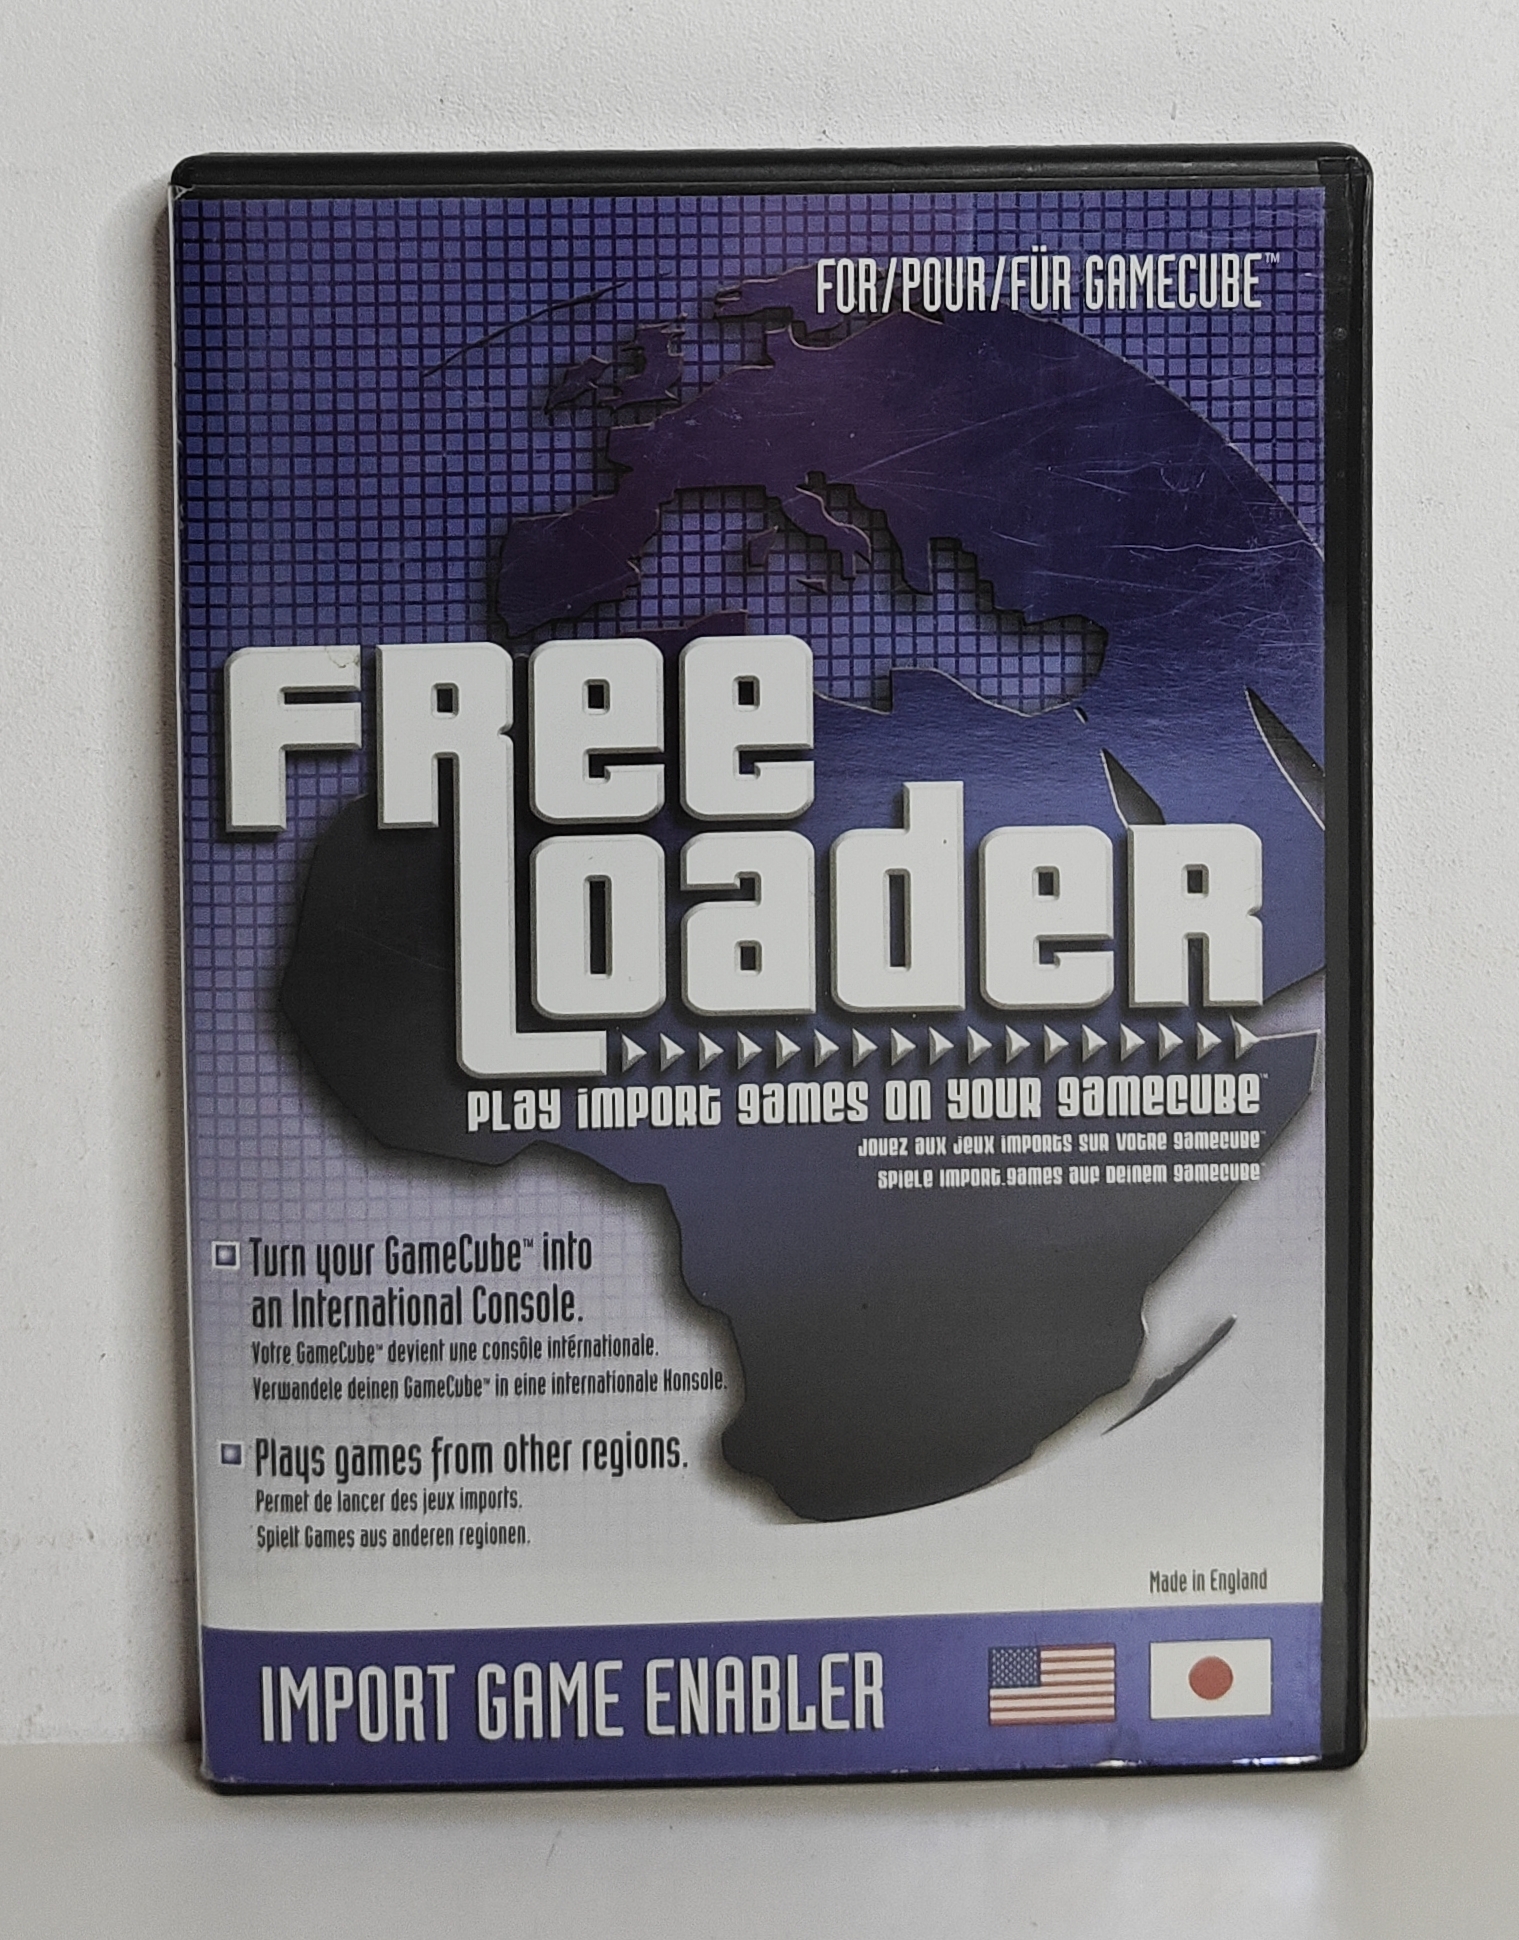 FOR/POUR/FÜR GAMECUBE™
FREE
LOADER
PLAY IMPORT GAMES ON YOUR GAMECUBE™
JOUEZ AUX JEUX IMPORTS SUR VOTRE GAMECUBE™
SPIELE IMPORT.GAMES AUF DEINEM GAMECUBE™
Turn your GameCube™ into
an International Console.
Votre GameCube™ devient une consôle intérnationale.
Verwandele deinen GameCube™ in eine internationale Konsole.
Plays games from other regions.
Permet de lancer des jeux imports.
Spielt Games aus anderen regionen.
Made in England
IMPORT GAME ENABLER